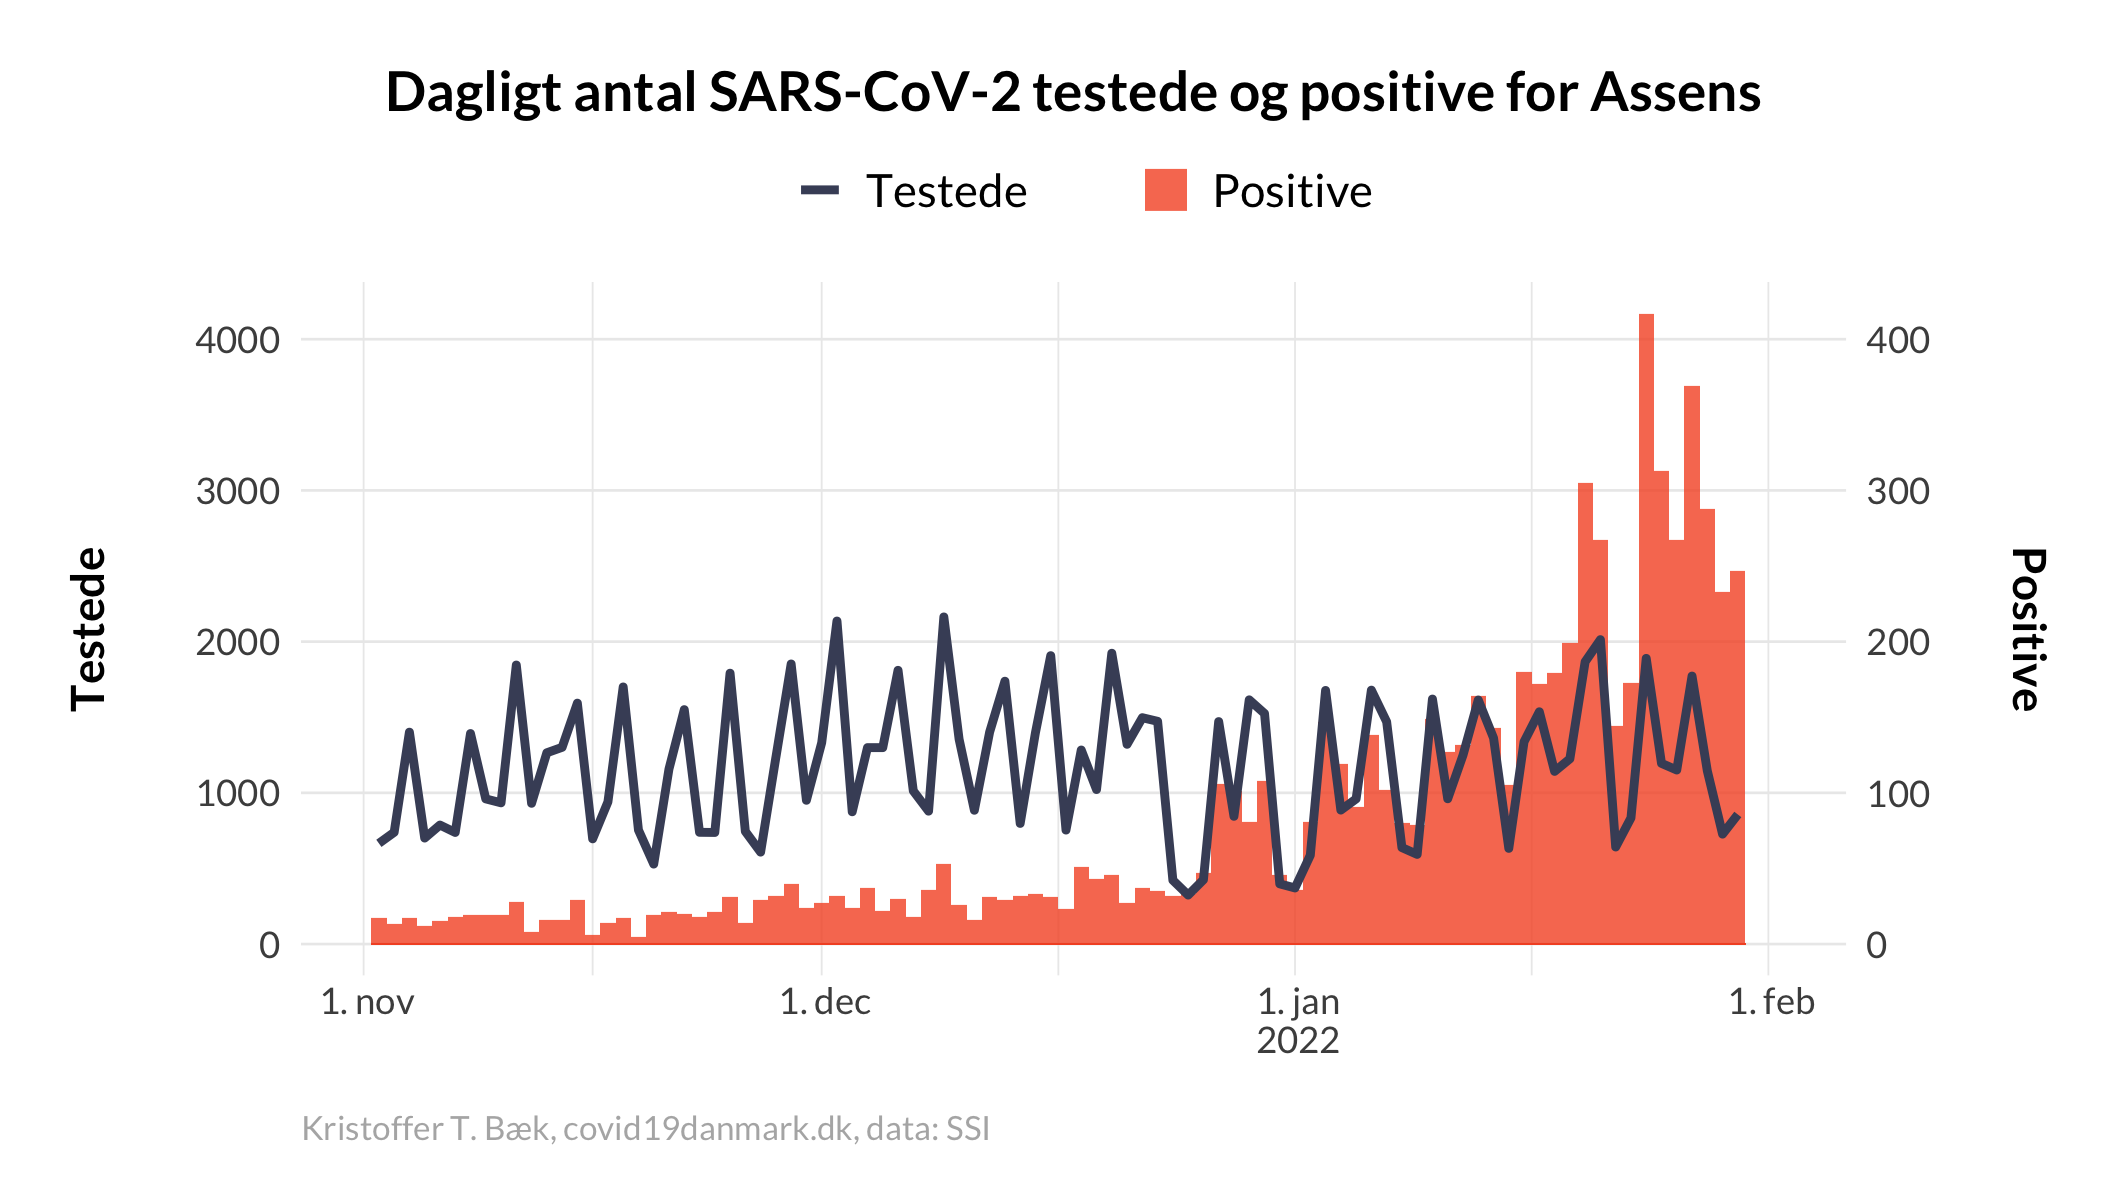 Dagligt antal SARS-CoV-2 testede og positive for Assens
Testede Positive
4000 400
3000 300
2000 200
1000 100
0 0
Testede
Positive
1. nov 1. dec 1. jan 1. feb
2022
Kristoffer T. Bæk, covid19danmark.dk, data: SSI